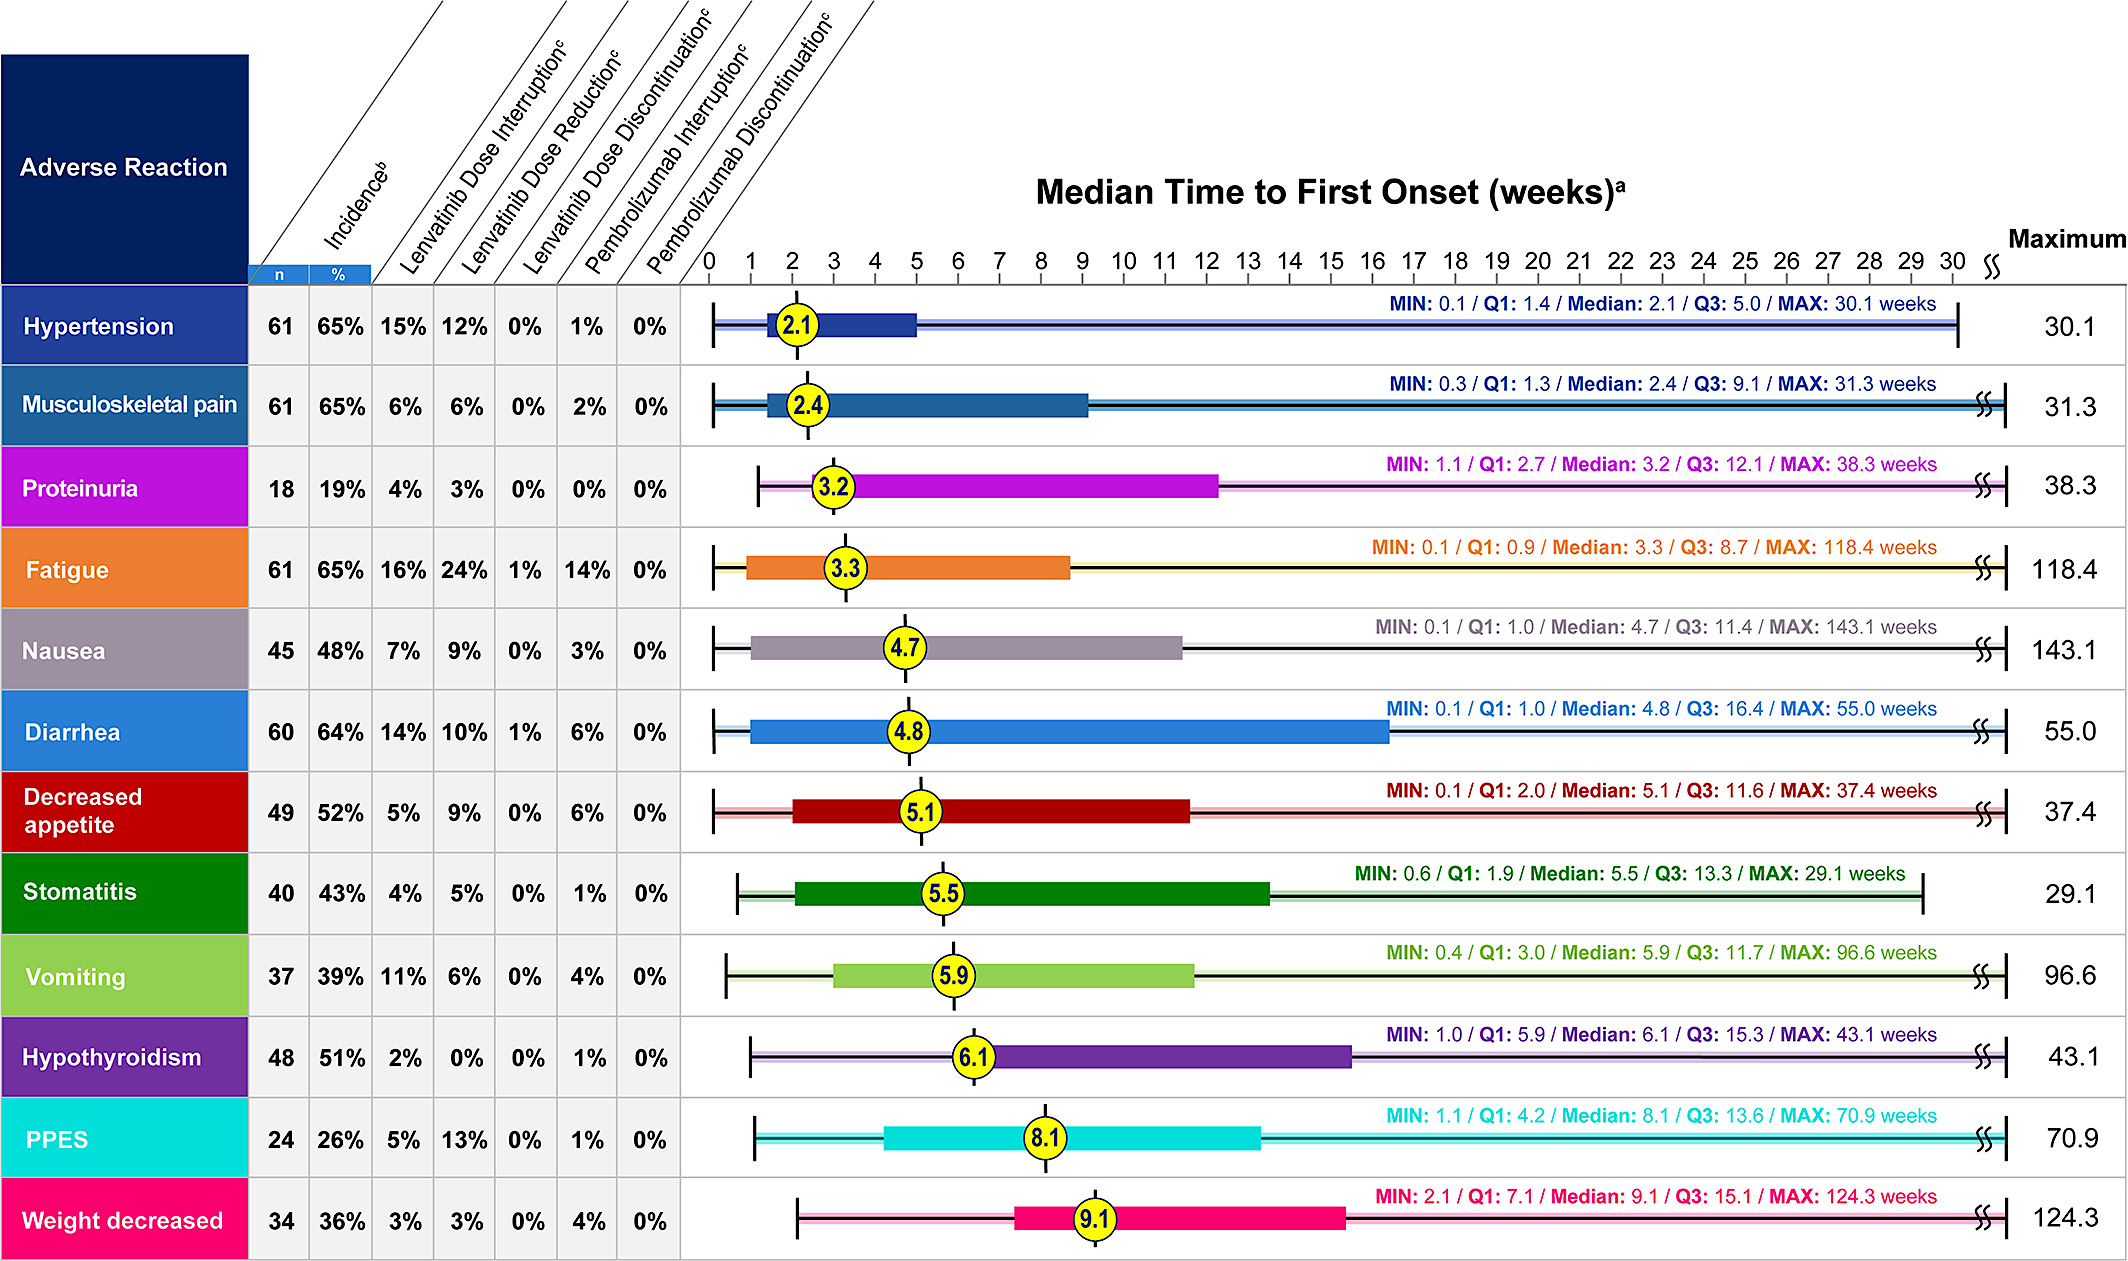 Adverse Reaction
Incidenceb
Lenvatinib Dose Interruptionc
Lenvatinib Dose Reductionc
Lenvatinib Dose Discontinuationc
Pembrolizumab Interruptionc
Pembrolizumab Discontinuationc
n %
Median Time to First Onset (weeks)a
Maximum
0 1 2 3 4 5 6 7 8 9 10 11 12 13 14 15 16 17 18 19 20 21 22 23 24 25 26 27 28 29 30
MIN: 0.1 / Q1: 1.4 / Median: 2.1 / Q3: 5.0 / MAX: 30.1 weeks
Hypertension 61 65% 15% 12% 0% 1% 0% 2.1 30.1
MIN: 0.3 / Q1: 1.3 / Median: 2.4 / Q3: 9.1 / MAX: 31.3 weeks
Musculoskeletal pain 61 65% 6% 6% 0% 2% 0% 2.4 31.3
MIN: 1.1 / Q1: 2.7 / Median: 3.2 / Q3: 12.1 / MAX: 38.3 weeks
Proteinuria 18 19% 4% 3% 0% 0% 0% 3.2 38.3
MIN: 0.1 / Q1: 0.9 / Median: 3.3 / Q3: 8.7 / MAX: 118.4 weeks
Fatigue 61 65% 16% 24% 1% 14% 0% 3.3 118.4
MIN: 0.1 / Q1: 1.0 / Median: 4.7 / Q3: 11.4 / MAX: 143.1 weeks
Nausea 45 48% 7% 9% 0% 3% 0% 4.7 143.1
MIN: 0.1 / Q1: 1.0 / Median: 4.8 / Q3: 16.4 / MAX: 55.0 weeks
Diarrhea 60 64% 14% 10% 1% 6% 0% 4.8 55.0
MIN: 0.1 / Q1: 2.0 / Median: 5.1 / Q3: 11.6 / MAX: 37.4 weeks
Decreased
appetite 49 52% 5% 9% 0% 6% 0% 5.1 37.4
MIN: 0.6 / Q1: 1.9 / Median: 5.5 / Q3: 13.3 / MAX: 29.1 weeks
Stomatitis 40 43% 4% 5% 0% 1% 0% 5.5 29.1
MIN: 0.4 / Q1: 3.0 / Median: 5.9 / Q3: 11.7 / MAX: 96.6 weeks
Vomiting 37 39% 11% 6% 0% 4% 0% 5.9 96.6
MIN: 1.0 / Q1: 5.9 / Median: 6.1 / Q3: 15.3 / MAX: 43.1 weeks
Hypothyroidism 48 51% 2% 0% 0% 1% 0% 6.1 43.1
MIN: 1.1 / Q1: 4.2 / Median: 8.1 / Q3: 13.6 / MAX: 70.9 weeks
PPES 24 26% 5% 13% 0% 1% 0% 8.1 70.9
MIN: 2.1 / Q1: 7.1 / Median: 9.1 / Q3: 15.1 / MAX: 124.3 weeks
Weight decreased 34 36% 3% 3% 0% 4% 0% 9.1 124.3